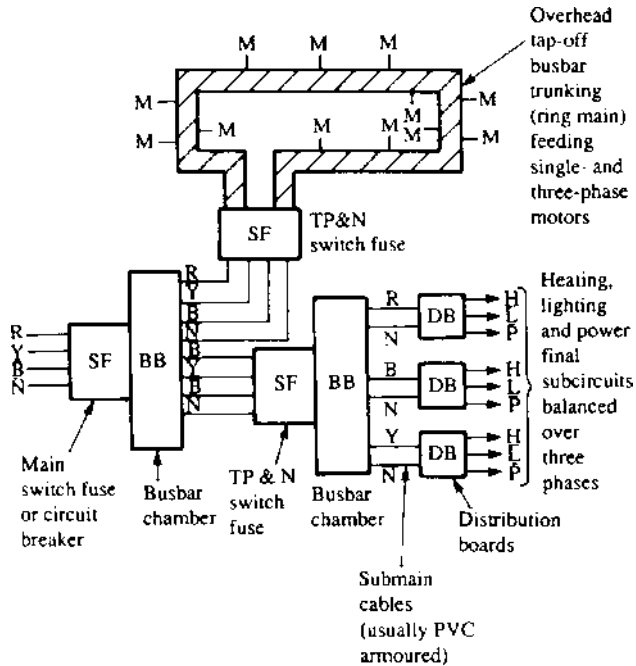 Overhead
tap-off
busbar
trunking
(ring main)
feeding
single- and
three-phase
motors
M M M
M M
M M M M M M
M M
SF
TP&N
switch fuse
R
Y
B
N
R
Y
B
N
SF
BB
B
Y
B
N
SF
BB
R
N
DB
H
L
P
B
N
DB
H
L
P
Y
N
DB
H
L
P
Heating,
lighting
and power
final
subcircuits
balanced
over
three
phases
Main
switch fuse
or circuit
breaker
Busbar
chamber
TP & N
switch
fuse
Busbar
chamber
Distribution
boards
Submain
cables
(usually PVC
armoured)